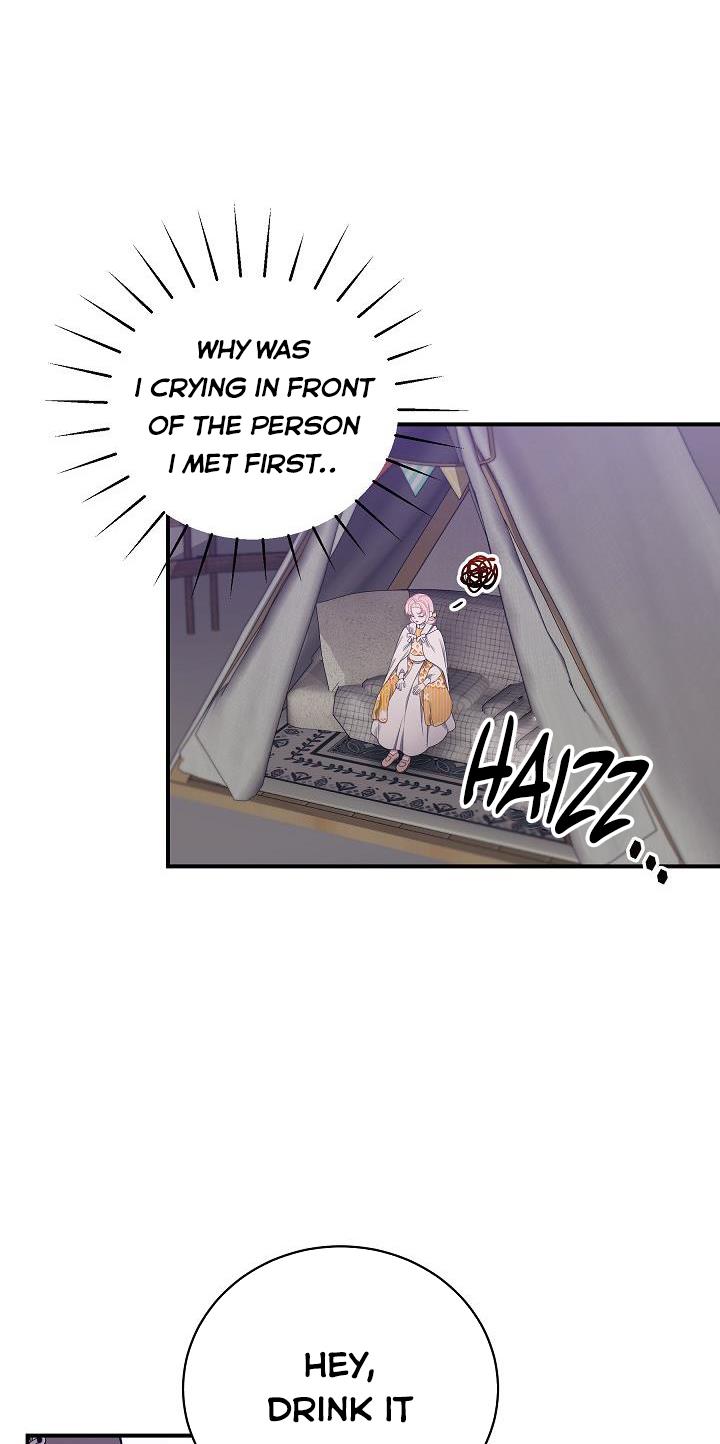 WHY WAS
I CRYING IN FRONT
OF THE PERSON
I MET FIRST..
HAIZZ...
HEY,
DRINK IT